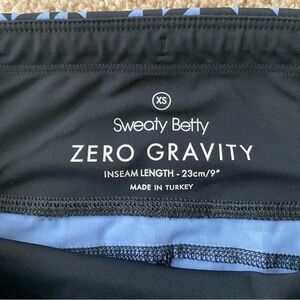 XS
Sweaty Betty
ZERO GRAVITY
INSEAM LENGTH - 23cm/9"
MADE IN TURKEY